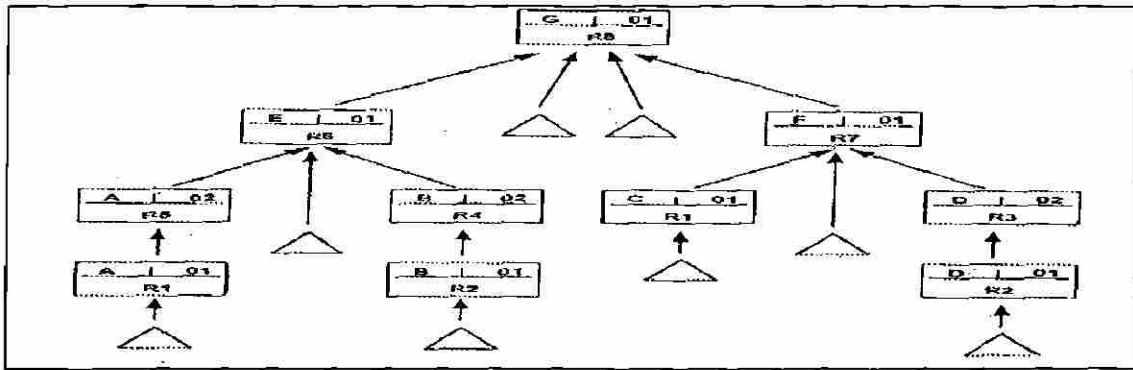 G | 01
R8
E | 01
R6
F | 01
R7
A | 02
R5
B | 02
R4
C | 01
R1
D | 02
R3
A | 01
R1
B | 01
R2
D | 01
R2